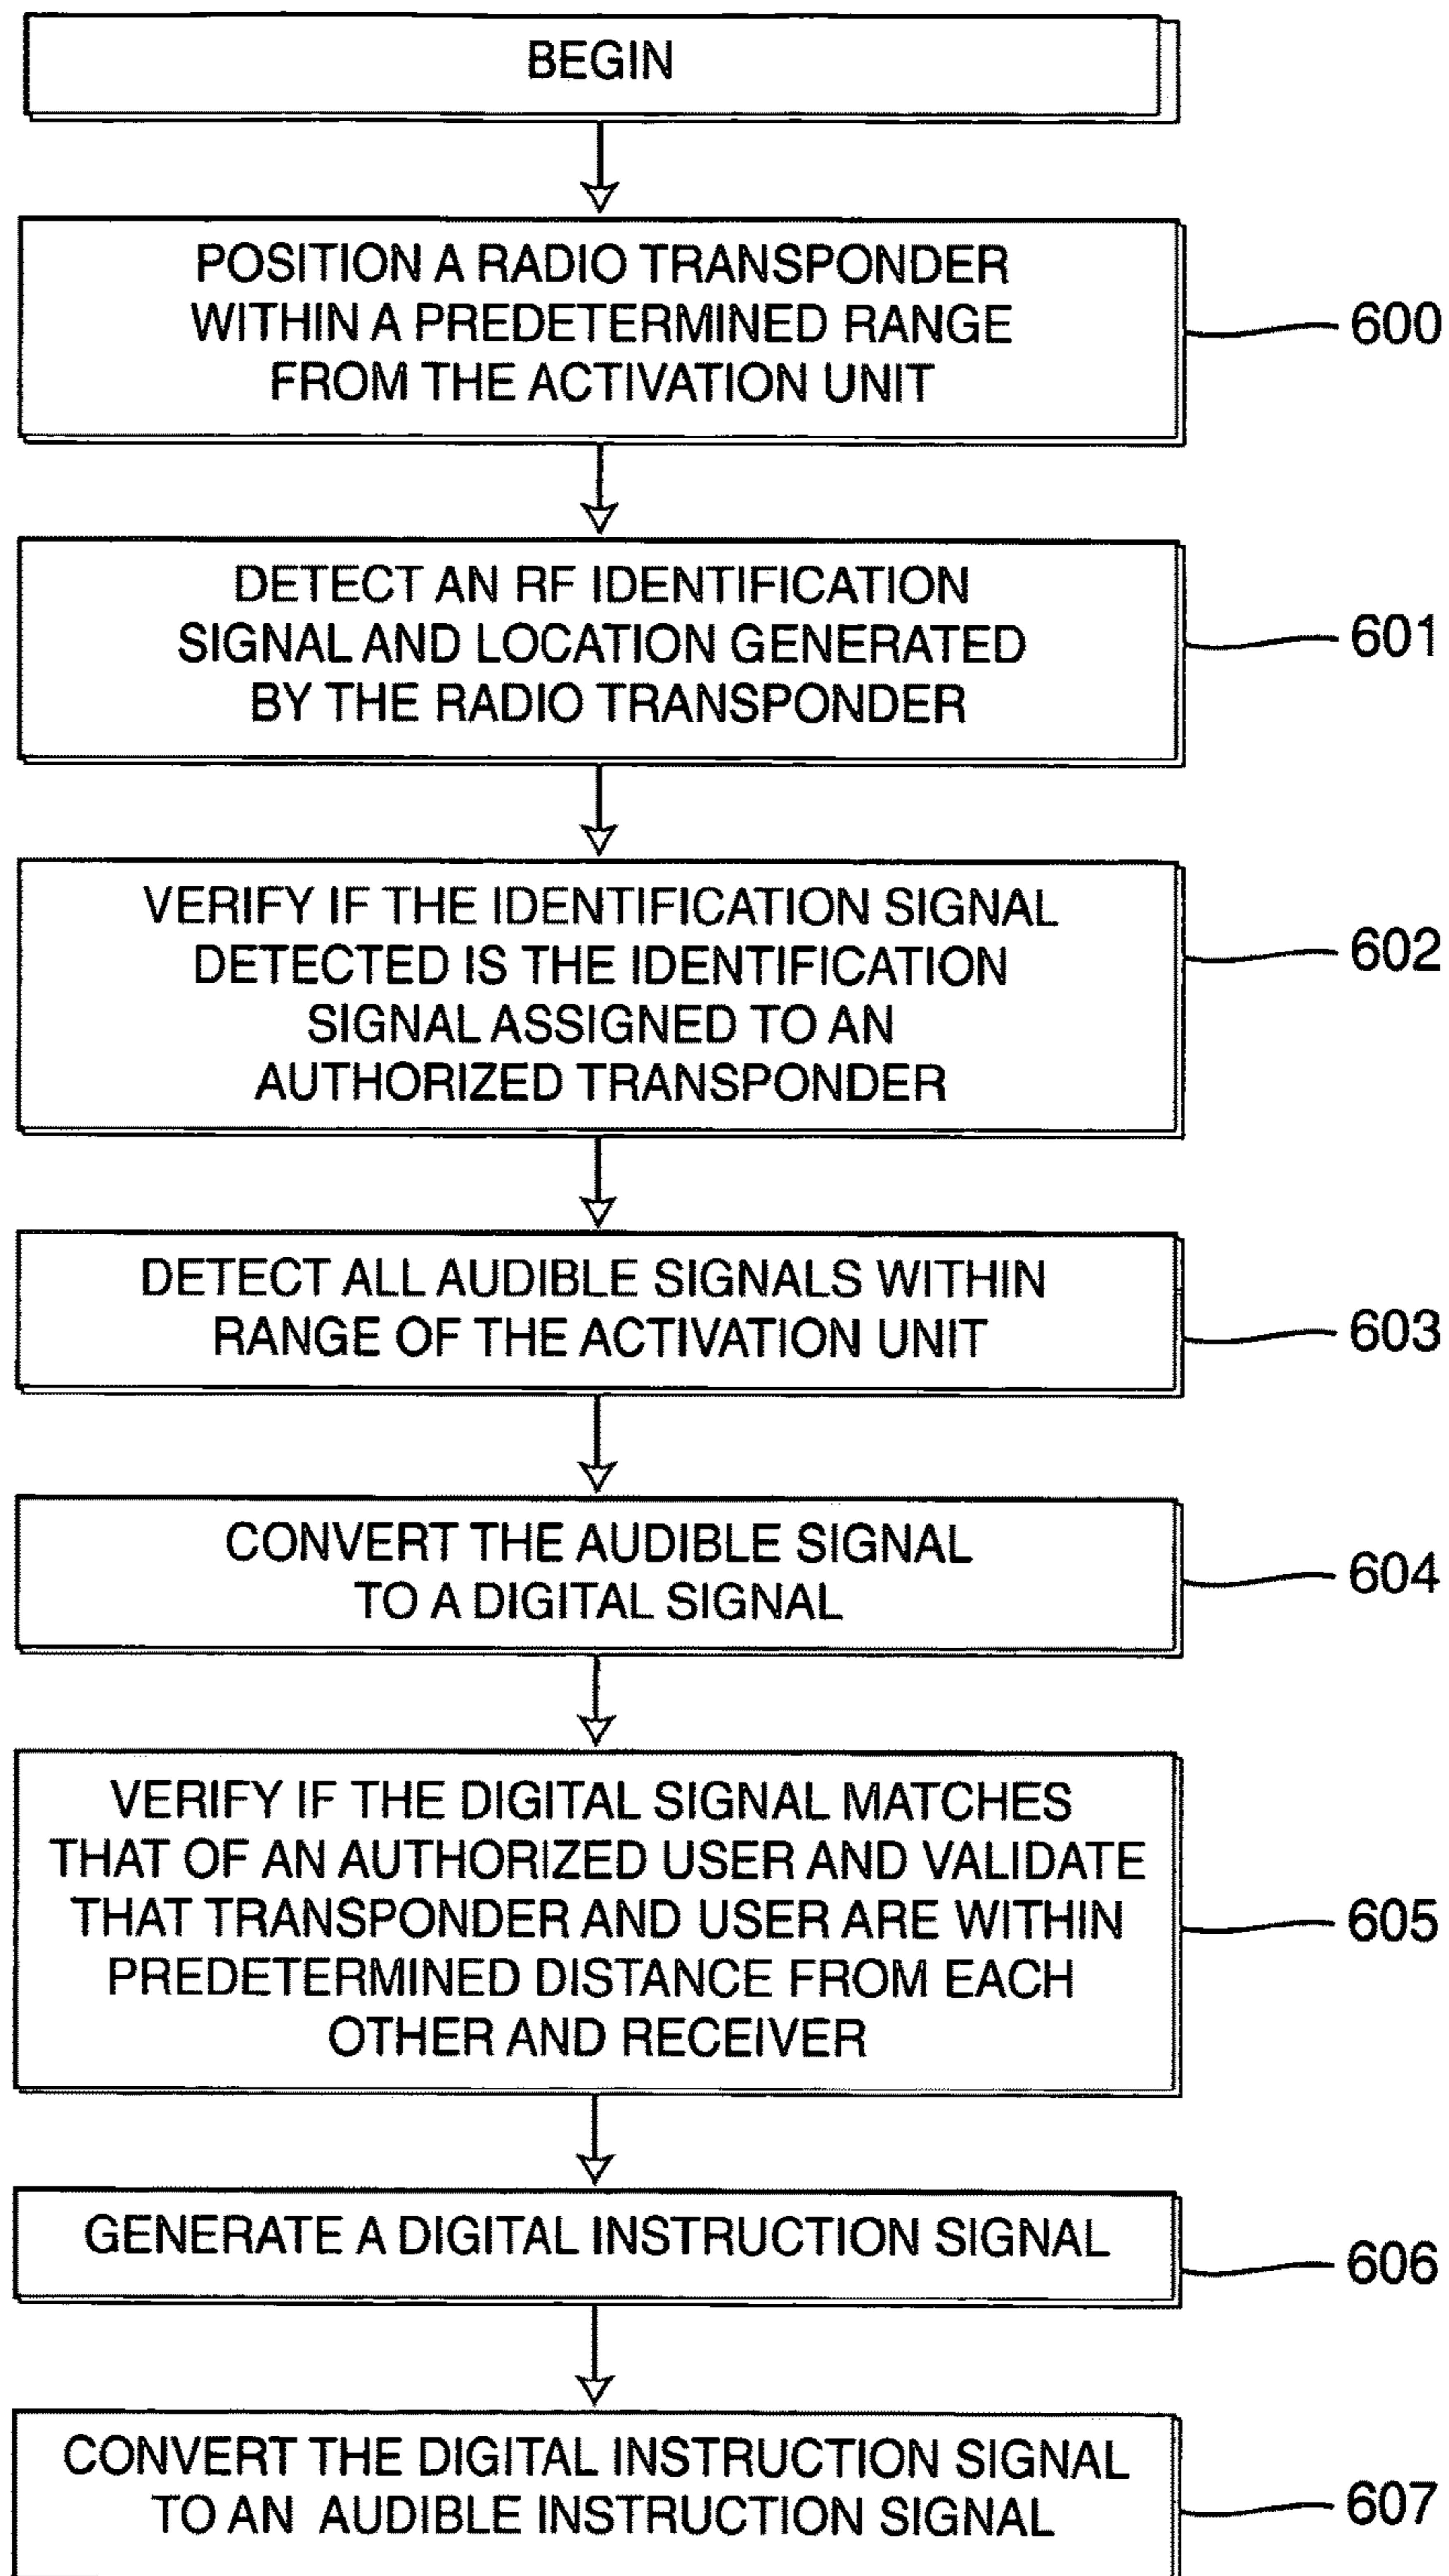 BEGIN
POSITION A RADIO TRANSPONDER
WITHIN A PREDETERMINED RANGE
FROM THE ACTIVATION UNIT
600
DETECT AN RF IDENTIFICATION
SIGNAL AND LOCATION GENERATED
BY THE RADIO TRANSPONDER
601
VERIFY IF THE IDENTIFICATION SIGNAL
DETECTED IS THE IDENTIFICATION
SIGNAL ASSIGNED TO AN
AUTHORIZED TRANSPONDER
602
DETECT ALL AUDIBLE SIGNALS WITHIN
RANGE OF THE ACTIVATION UNIT
603
CONVERT THE AUDIBLE SIGNAL
TO A DIGITAL SIGNAL
604
VERIFY IF THE DIGITAL SIGNAL MATCHES
THAT OF AN AUTHORIZED USER AND VALIDATE
THAT TRANSPONDER AND USER ARE WITHIN
PREDETERMINED DISTANCE FROM EACH
OTHER AND RECEIVER
605
GENERATE A DIGITAL INSTRUCTION SIGNAL
606
CONVERT THE DIGITAL INSTRUCTION SIGNAL
TO AN AUDIBLE INSTRUCTION SIGNAL
607